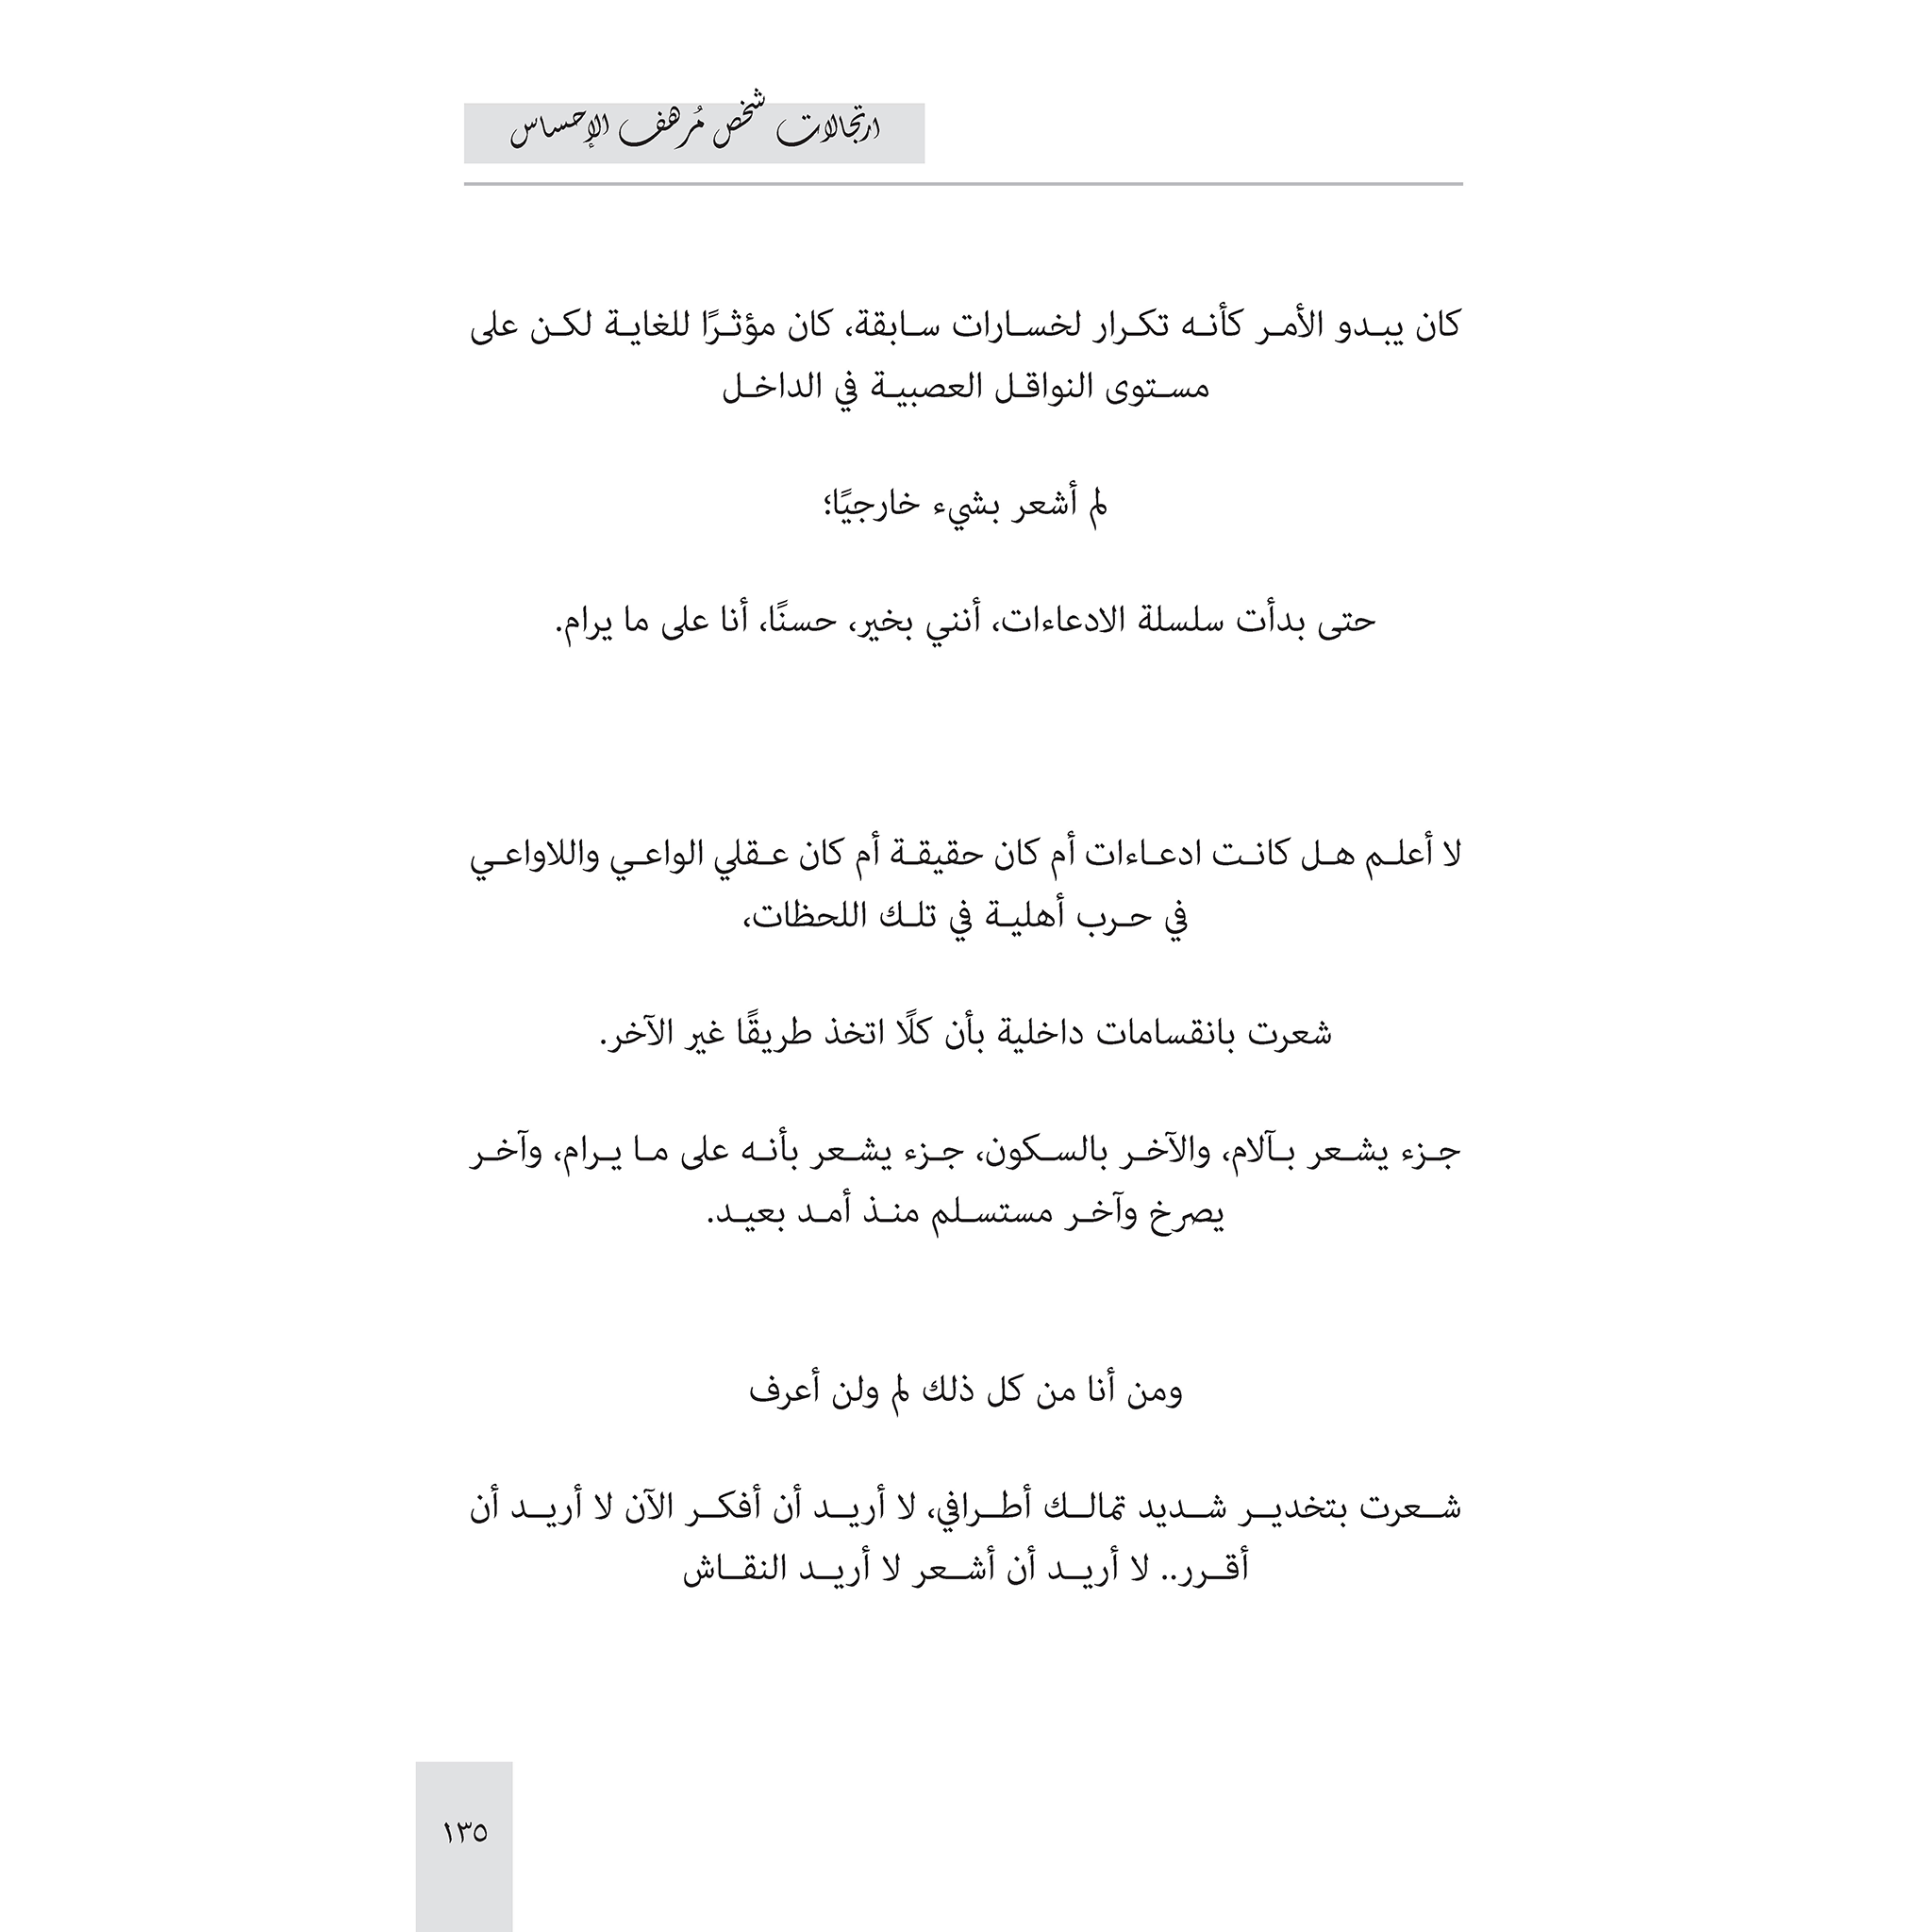 ارتجالات شخص مُرهف الإحساس
كان يبدو الأمر كأنه تكرار لخسارات سابقة، كان مؤثرًا للغاية لكن على
مستوى النواقل العصبية في الداخل
لم أشعر بشيء خارجيًا؛
حتى بدأت سلسلة الادعاءات، أنني بخير، حسنًا، أنا على ما يرام.
لا أعلم هل كانت ادعاءات أم كان حقيقة أم كان عقلي الواعي واللاواعي
في حرب أهلية في تلك اللحظات،
شعرت بانقسامات داخلية بأن كلًا اتخذ طريقًا غير الآخر.
جزء يشعر بآلام، والآخر بالسكون، جزء يشعر بأنه على ما يرام، وآخر
يصرخ وآخر مستسلم منذ أمد بعيد.
ومن أنا من كل ذلك لم ولن أعرف
شعرت بتخدير شديد تمالك أطرافي، لا أريد أن أفكر الآن لا أريد أن
أقرر.. لا أريد أن أشعر لا أريد النقاش
١٣٥